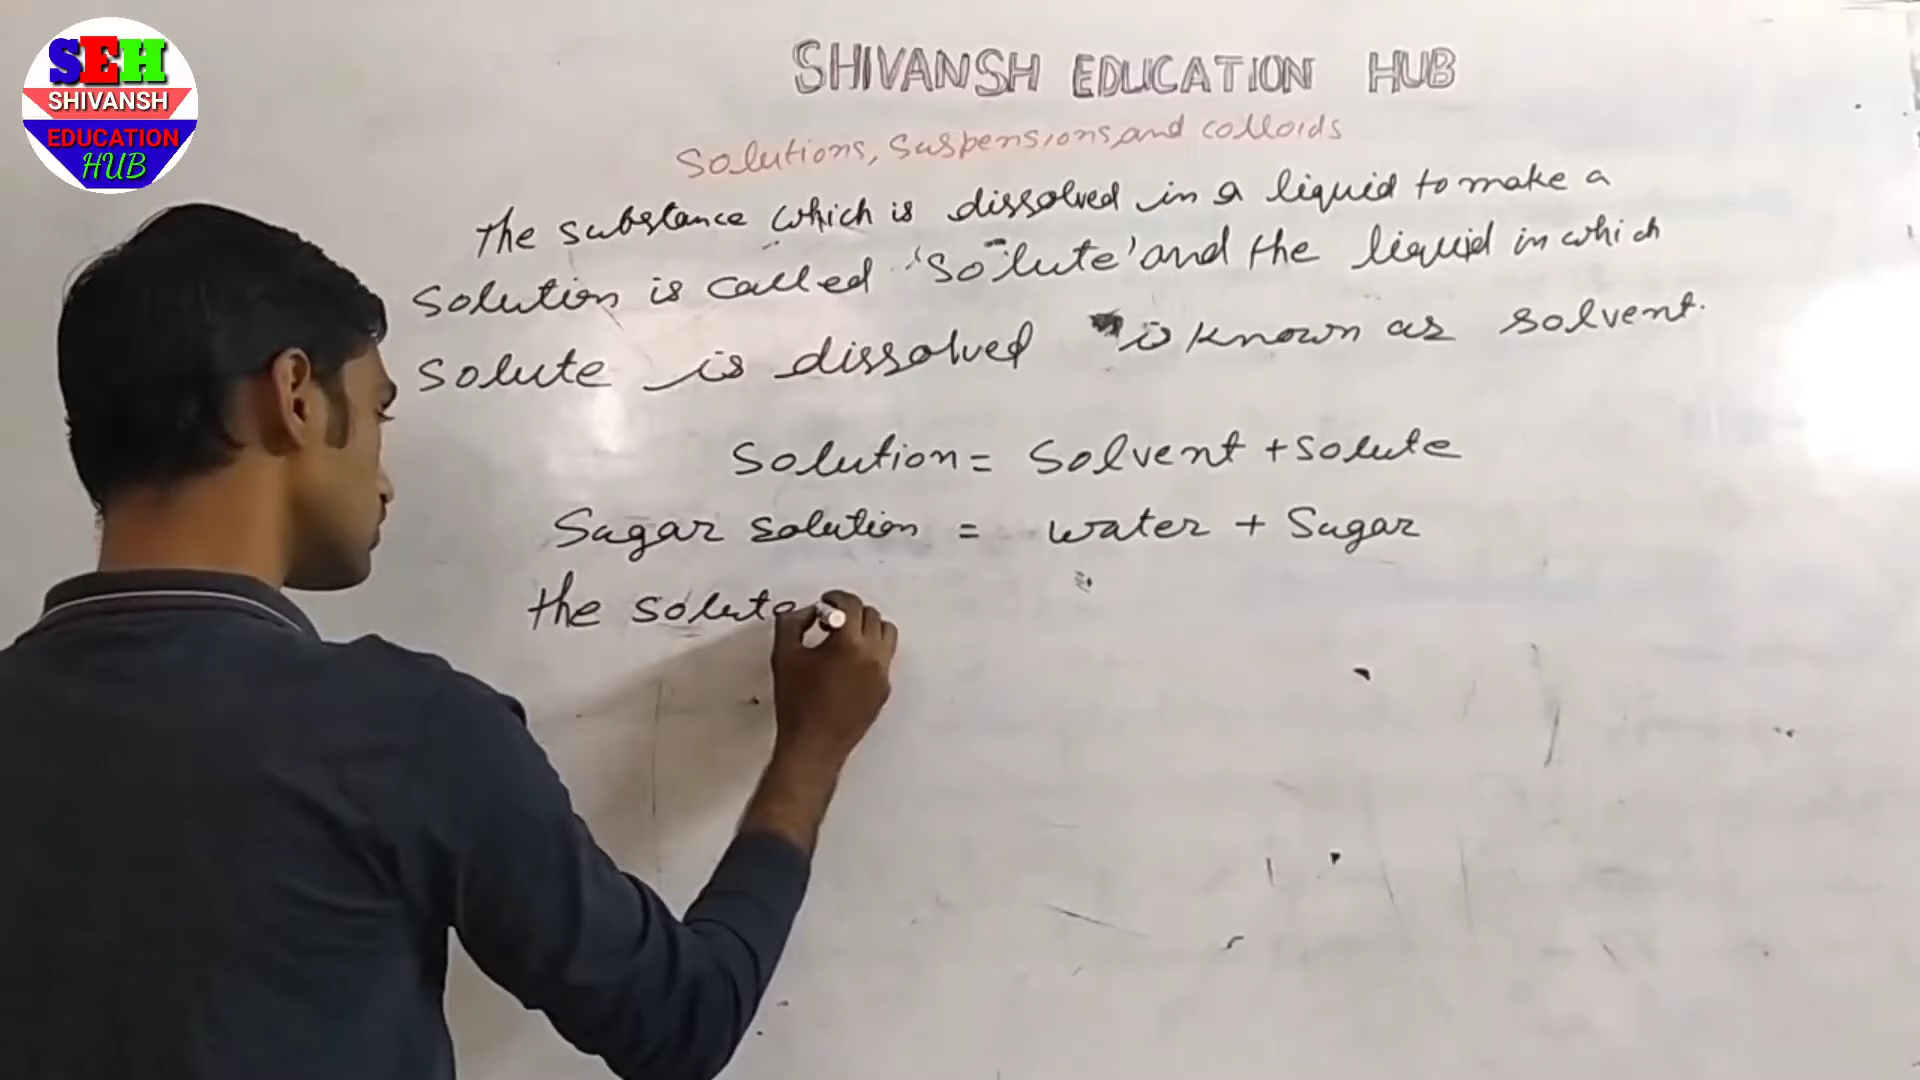 SEH
SHIVANSH
EDUCATION
HUB
SHIVANSH EDUCATION HUB
Solutions, suspensions, and colloids
The substance which is dissolved in a liquid to make a
solution is called 'solute' and the liquid in which
solute is dissolved is known as solvent.
Solution = Solvent + Solute
Sugar solution = water + Sugar
the solute